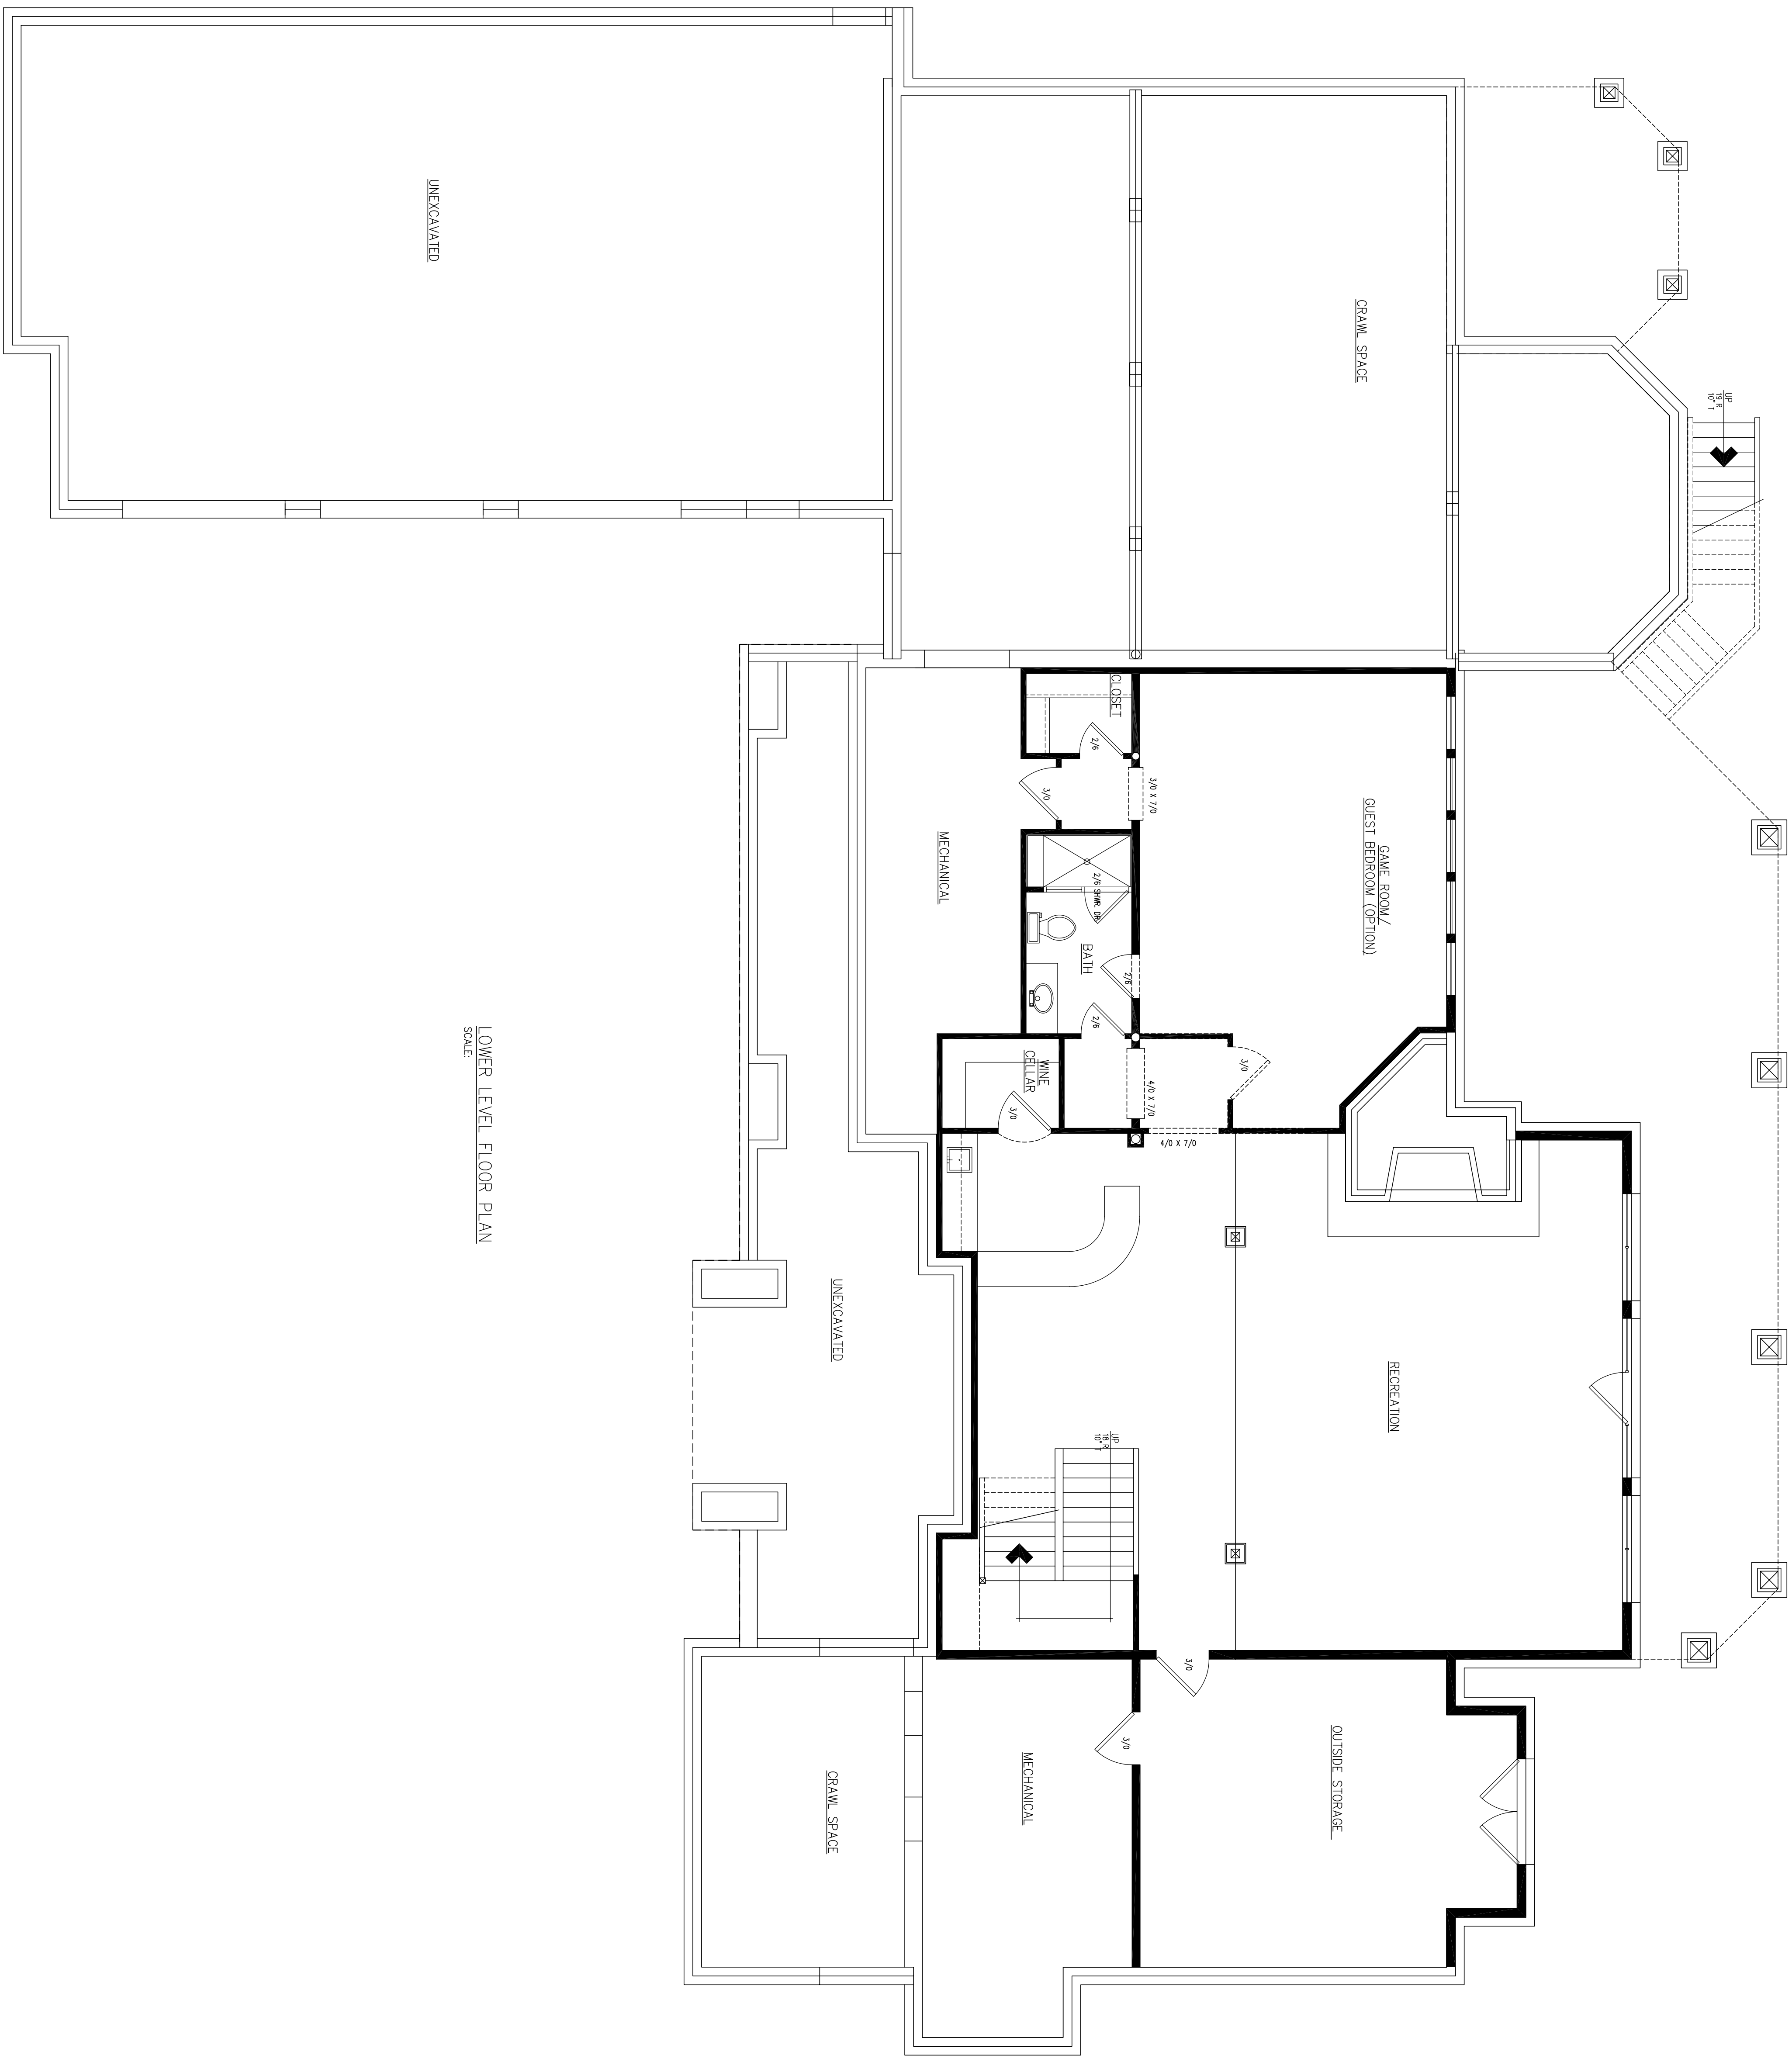 UP
19 R
10" T
CRAWL SPACE
UNEXCAVATED
GAME ROOM/
GUEST BEDROOM (OPTION)
CLOSET
2/6
3/0 X 7/0
3/0
MECHANICAL
2/6 SHWR. DR.
BATH
2/6
2/6
WINE
CELLAR
3/0
3/0
4/0 X 7/0
4/0 X 7/0
RECREATION
UP
18 R
10" T
UNEXCAVATED
3/0
3/0
OUTSIDE STORAGE
MECHANICAL
CRAWL SPACE
LOWER LEVEL FLOOR PLAN
SCALE: